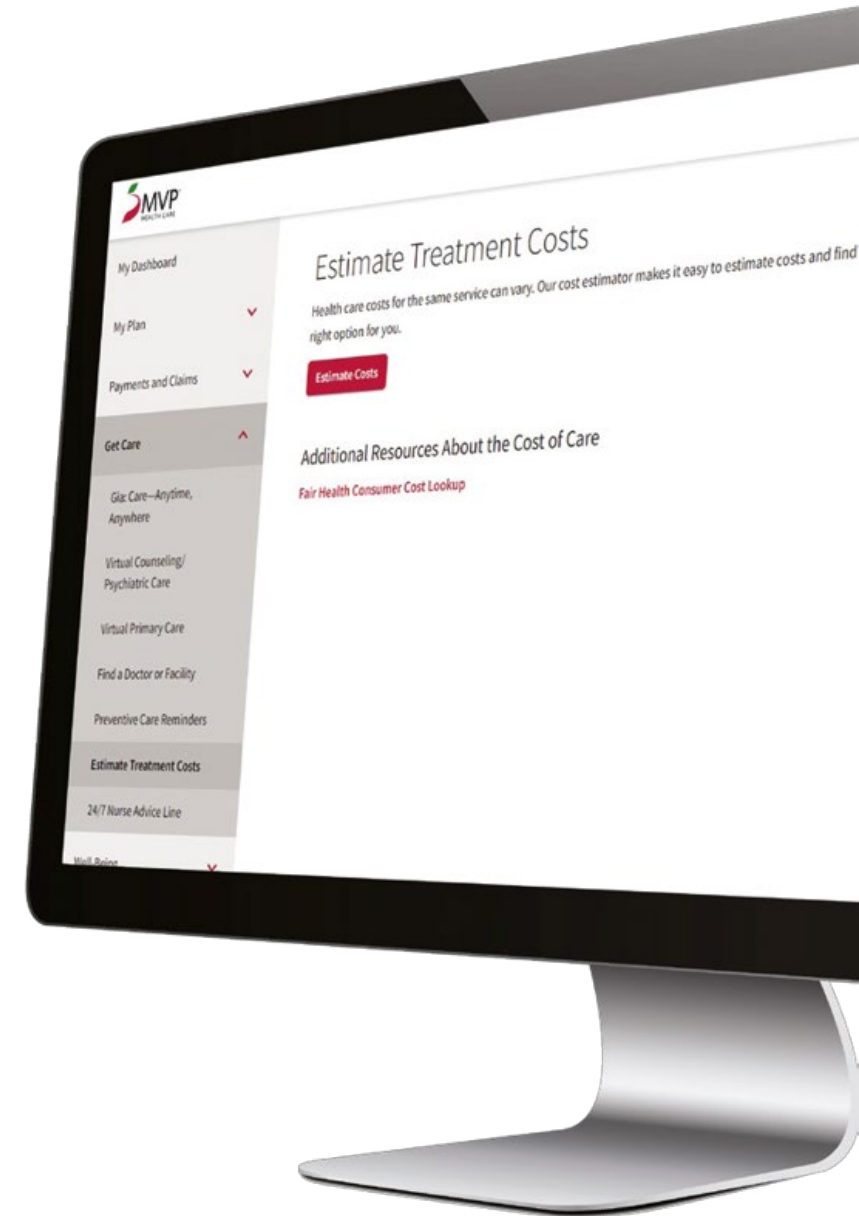 MVP
HEALTH CARE
My Dashboard
My Plan
Payments and Claims
Get Care
Gia: Care—Anytime,
Anywhere
Virtual Counseling/
Psychiatric Care
Virtual Primary Care
Find a Doctor or Facility
Preventive Care Reminders
Estimate Treatment Costs
24/7 Nurse Advice Line
Well-Being
Estimate Treatment Costs
Health care costs for the same service can vary. Our cost estimator makes it easy to estimate costs and find
right option for you.
Estimate Costs
Additional Resources About the Cost of Care
Fair Health Consumer Cost Lookup